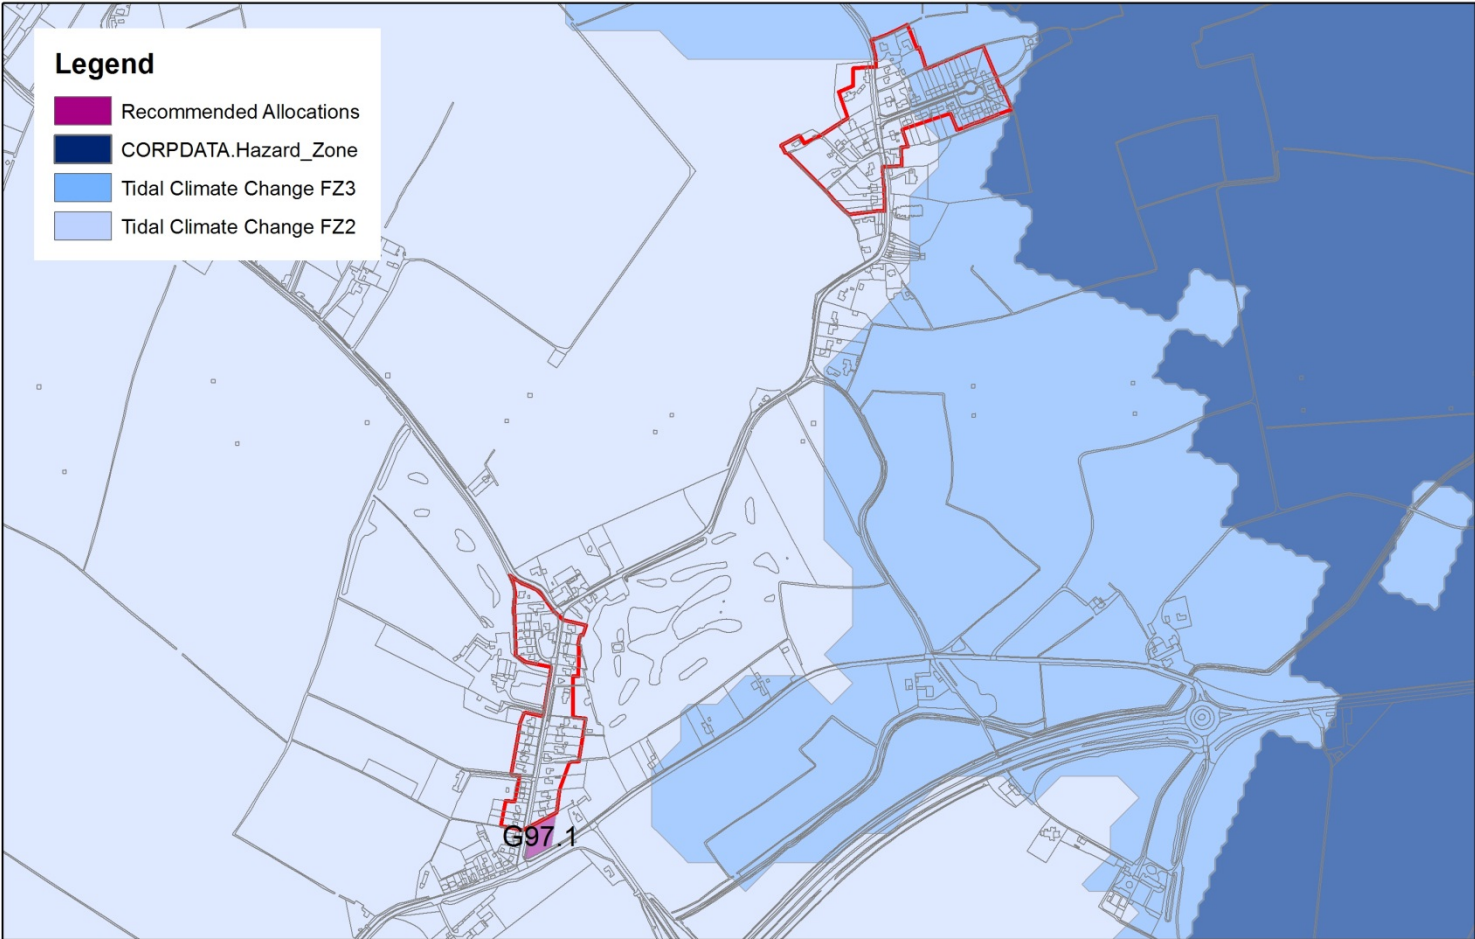 Legend
Recommended Allocations
CORPDATA.Hazard_Zone
Tidal Climate Change FZ3
Tidal Climate Change FZ2
G97.1